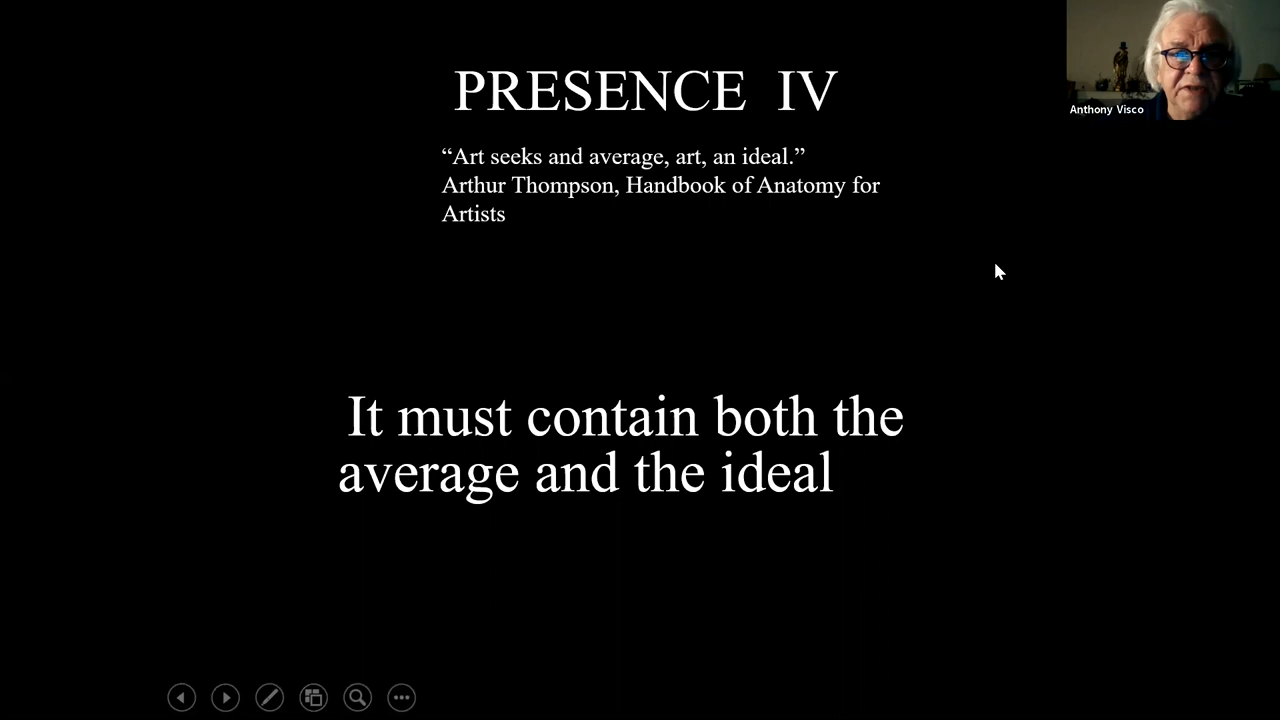 PRESENCE IV
“Art seeks and average, art, an ideal.”
Arthur Thompson, Handbook of Anatomy for
Artists
It must contain both the
average and the ideal
Anthony Visco